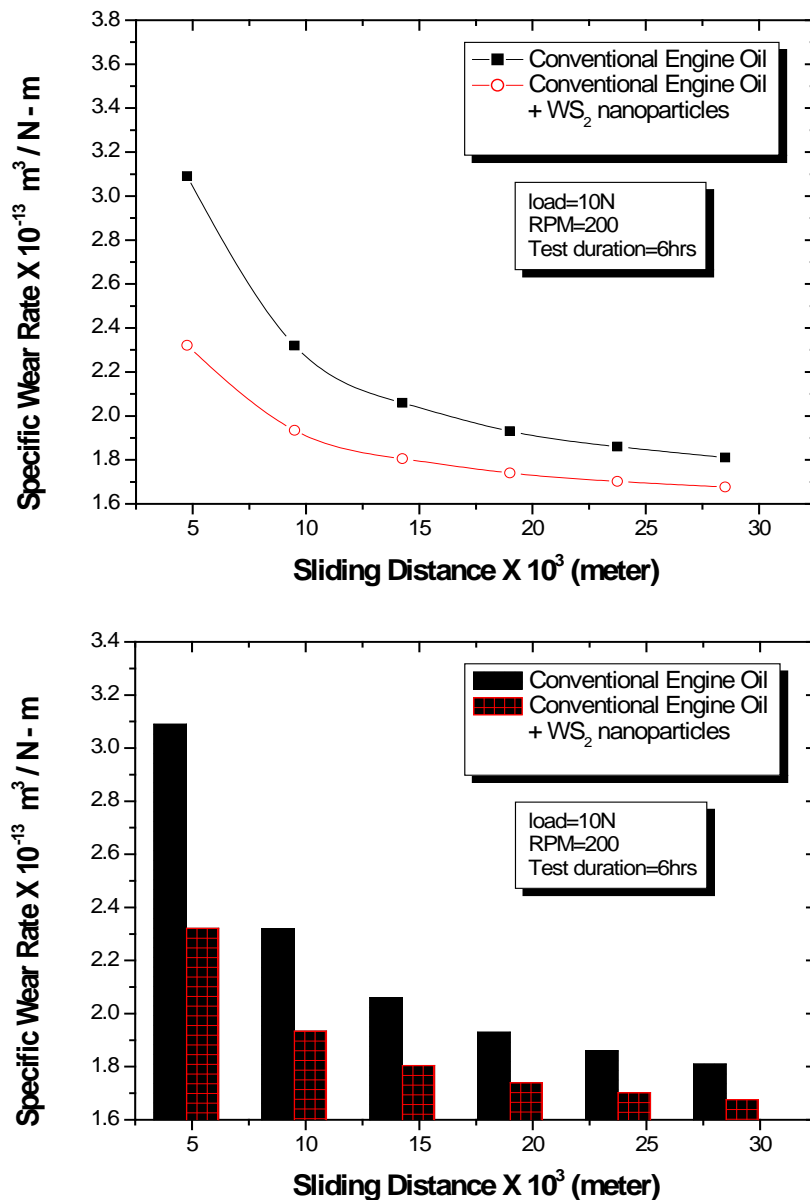 3.8
3.6
3.4
3.2
3.0
2.8
2.6
2.4
2.2
2.0
1.8
1.6
Specific Wear Rate X 10⁻¹³ m³ / N - m
Conventional Engine Oil
Conventional Engine Oil
+ WS₂ nanoparticles
load=10N
RPM=200
Test duration=6hrs
5 10 15 20 25 30
Sliding Distance X 10³ (meter)
3.4
3.2
3.0
2.8
2.6
2.4
2.2
2.0
1.8
1.6
Specific Wear Rate X 10⁻¹³ m³ / N - m
Conventional Engine Oil
Conventional Engine Oil
+ WS₂ nanoparticles
load=10N
RPM=200
Test duration=6hrs
5 10 15 20 25 30
Sliding Distance X 10³ (meter)